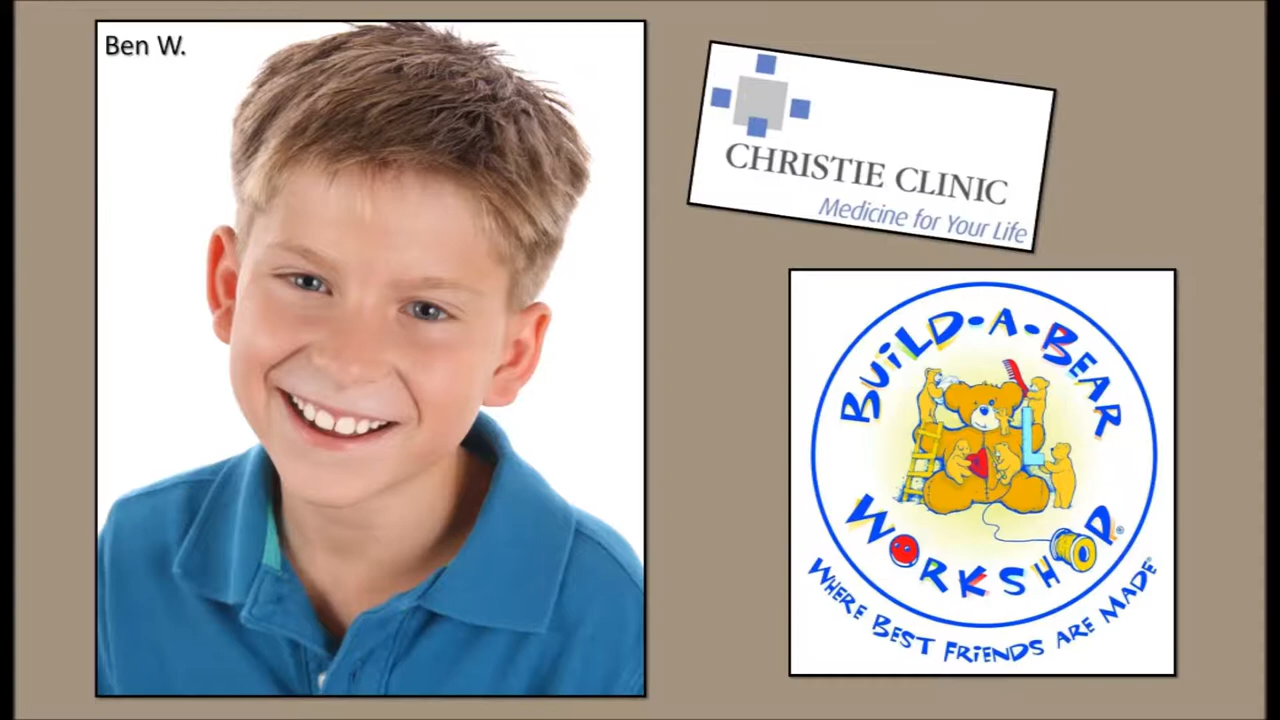 Ben W.
CHRISTIE CLINIC
Medicine for Your Life
BUiLD-A-BEAR
WORKSHOP®
WHERE BEST FRiENDS ARE MADE®